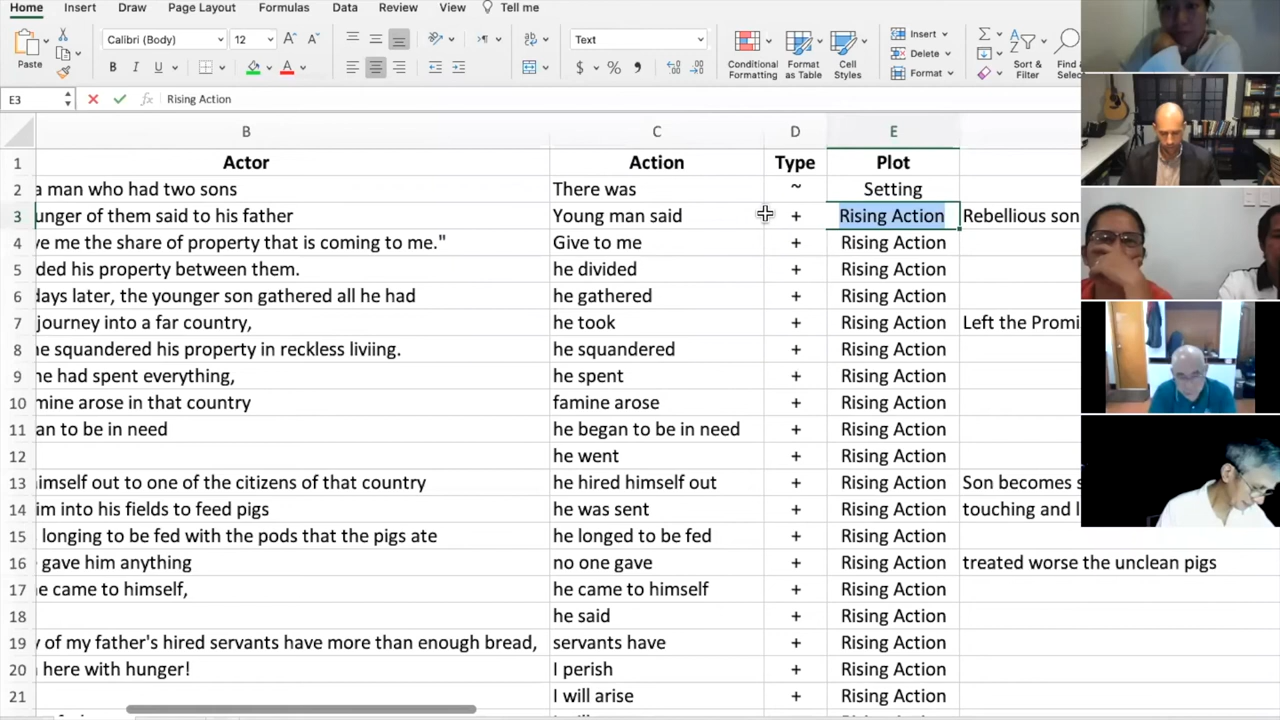 Home Insert Draw Page Layout Formulas Data Review View Tell me
Paste Calibri (Body) 12 A A Text Conditional Formatting Format as Table Cell Styles Insert Delete Format Sort & Filter Find &
B I U A $ % 
E3 fx Rising Action
B C D E
1 Actor Action Type Plot
2 a man who had two sons There was ~ Setting
3 unger of them said to his father Young man said + Rising Action Rebellious son
4 ve me the share of property that is coming to me." Give to me + Rising Action
5 ded his property between them. he divided + Rising Action
6 days later, the younger son gathered all he had he gathered + Rising Action
7 journey into a far country, he took + Rising Action Left the Promi
8 he squandered his property in reckless liviing. he squandered + Rising Action
9 he had spent everything, he spent + Rising Action
10 mine arose in that country famine arose + Rising Action
11 an to be in need he began to be in need + Rising Action
12 he went + Rising Action
13 imself out to one of the citizens of that country he hired himself out + Rising Action Son becomes
14 im into his fields to feed pigs he was sent + Rising Action touching and
15 longing to be fed with the pods that the pigs ate he longed to be fed + Rising Action
16 gave him anything no one gave + Rising Action treated worse the unclean pigs
17 e came to himself, he came to himself + Rising Action
18 he said + Rising Action
19 y of my father's hired servants have more than enough bread, servants have + Rising Action
20 here with hunger! I perish + Rising Action
21 I will arise + Rising Action